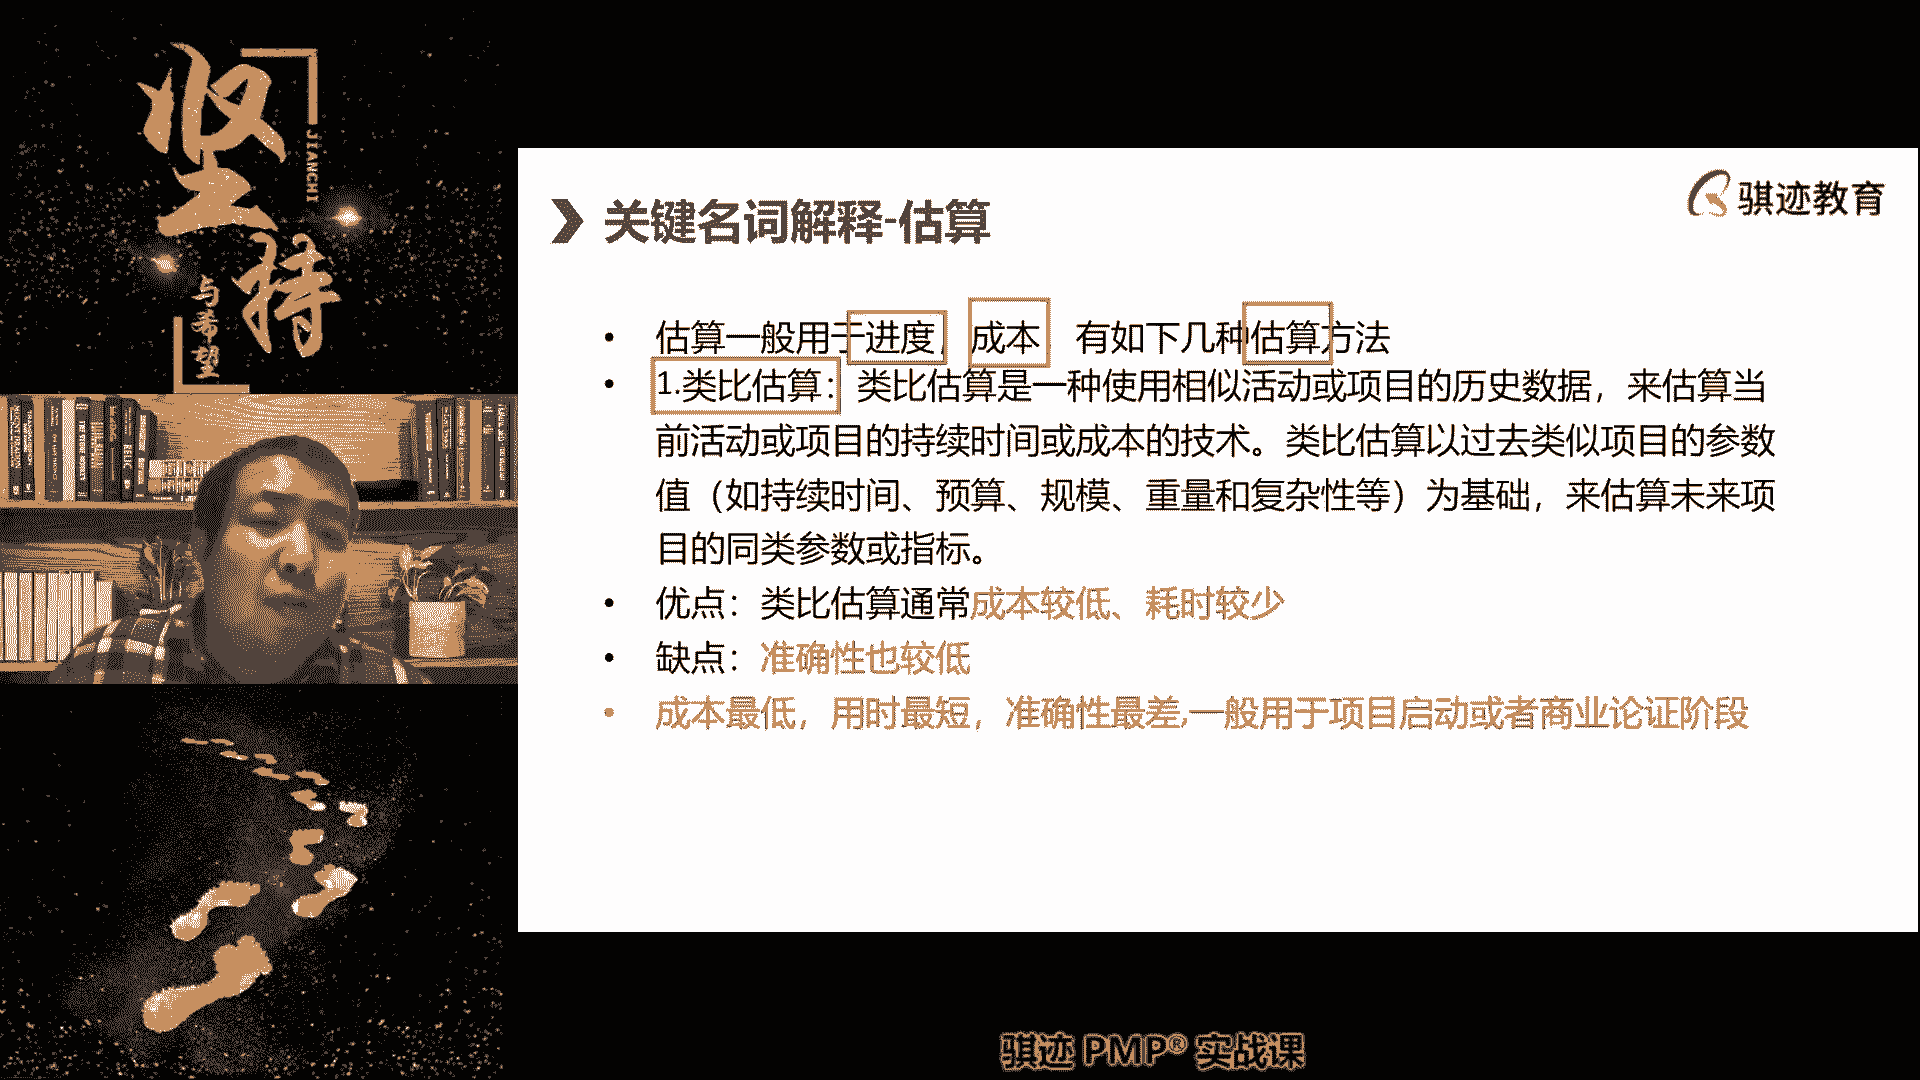 坚持
JIANCHI
与希望
骐迹教育
关键名词解释-估算
• 估算一般用于进度, 成本 有如下几种估算方法
• 1.类比估算：类比估算是一种使用相似活动或项目的历史数据，来估算当
前活动或项目的持续时间或成本的技术。类比估算以过去类似项目的参数
值（如持续时间、预算、规模、重量和复杂性等）为基础，来估算未来项
目的同类参数或指标。
• 优点：类比估算通常成本较低、耗时较少
• 缺点：准确性也较低
• 成本最低，用时最短，准确性最差,一般用于项目启动或者商业论证阶段
骐迹 PMP® 实战课